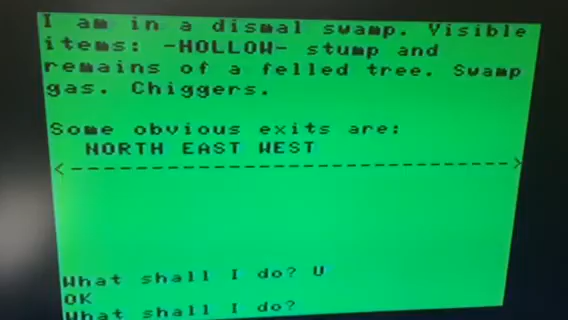 I am in a dismal swamp. Visible
items: -HOLLOW- stump and
remains of a felled tree. Swamp
gas. Chiggers.
Some obvious exits are:
NORTH EAST WEST
<------------------------------>
What shall I do? U
OK
What shall I do?